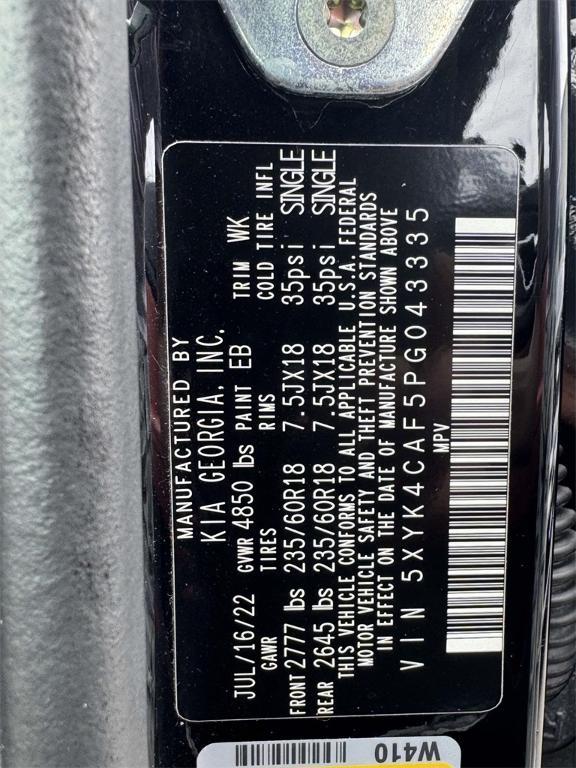 MANUFACTURED BY
KIA GEORGIA, INC.
JUL/16/22 GVWR 4850 lbs PAINT EB TRIM WK
GAWR TIRES RIMS COLD TIRE INFL
FRONT 2777 lbs 235/60R18 7.5JX18 35psi SINGLE
REAR 2645 lbs 235/60R18 7.5JX18 35psi SINGLE
THIS VEHICLE CONFORMS TO ALL APPLICABLE U.S.A. FEDERAL
MOTOR VEHICLE SAFETY AND THEFT PREVENTION STANDARDS
IN EFFECT ON THE DATE OF MANUFACTURE SHOWN ABOVE
VIN 5XYK4CAF5PG043335
MPV
W410